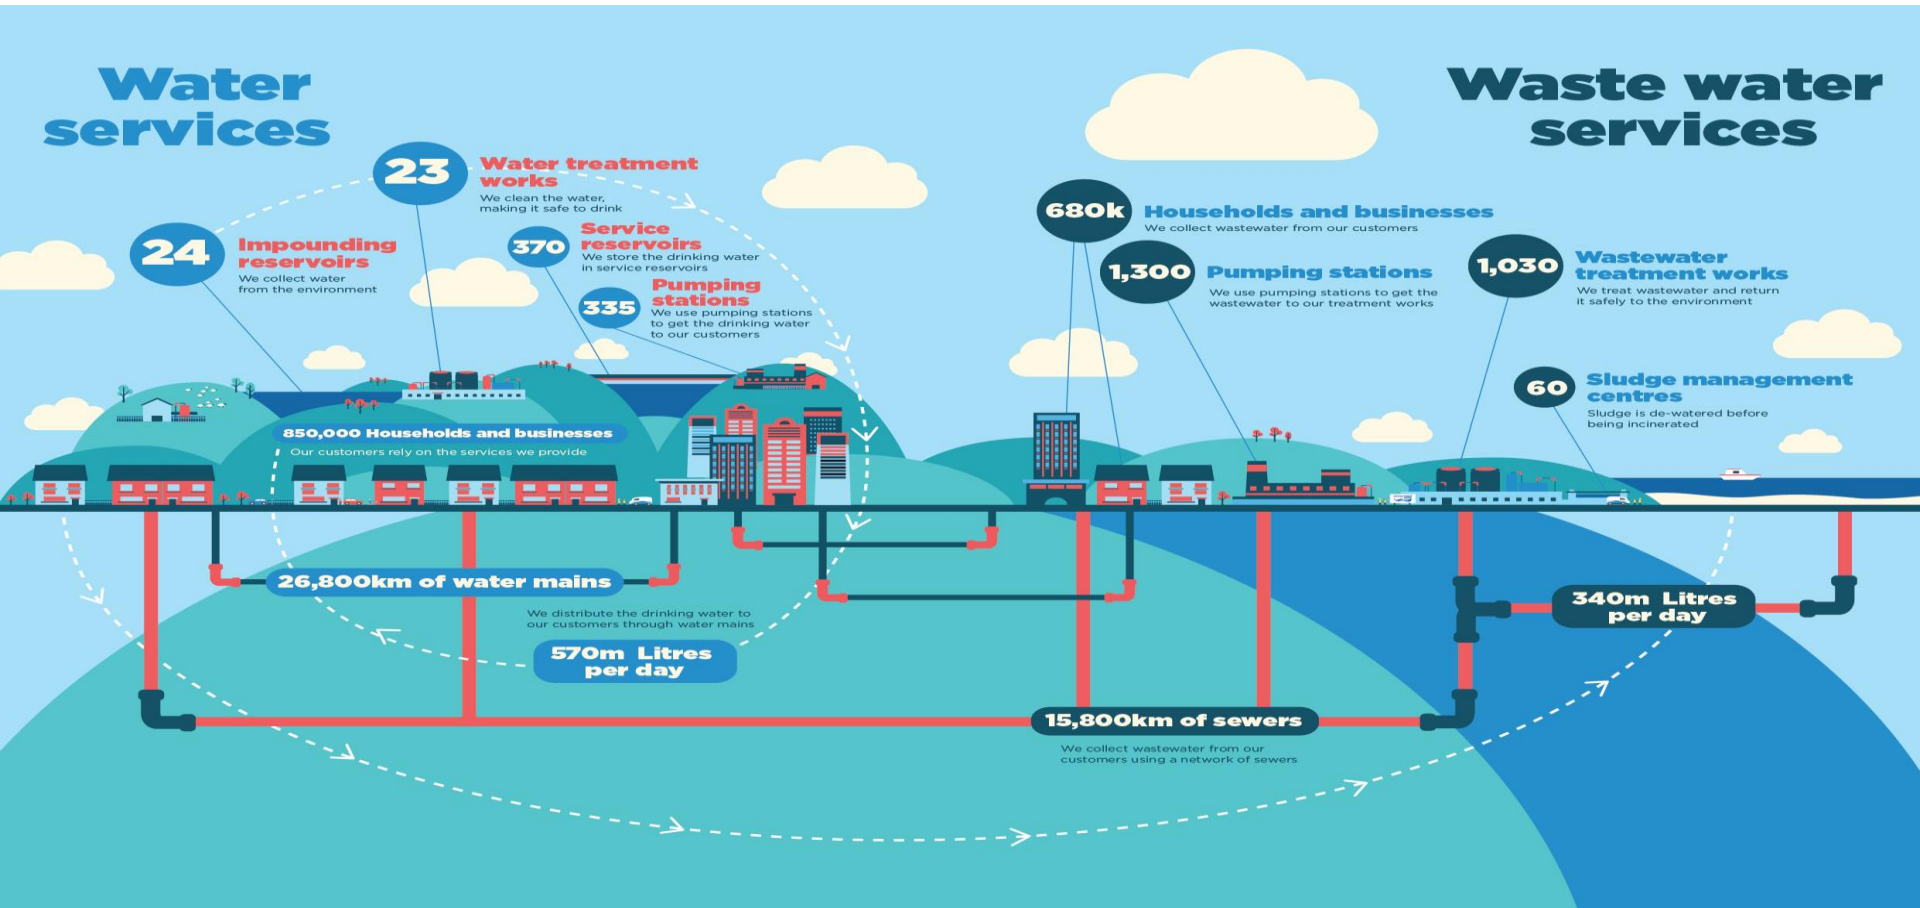 Water
services
Waste water
services
23
Water treatment
works
We clean the water,
making it safe to drink
24
Impounding
reservoirs
We collect water
from the environment
370
Service
reservoirs
We store the drinking water
in service reservoirs
335
Pumping
stations
We use pumping stations
to get the drinking water
to our customers
680k
Households and businesses
We collect wastewater from our customers
1,300
Pumping stations
We use pumping stations to get the
wastewater to our treatment works
1,030
Wastewater
treatment works
We treat wastewater and return
it safely to the environment
60
Sludge management
centres
Sludge is de-watered before
being incinerated
850,000 Households and businesses
Our customers rely on the services we provide
26,800km of water mains
We distribute the drinking water to
our customers through water mains
570m Litres
per day
340m Litres
per day
15,800km of sewers
We collect wastewater from our
customers using a network of sewers